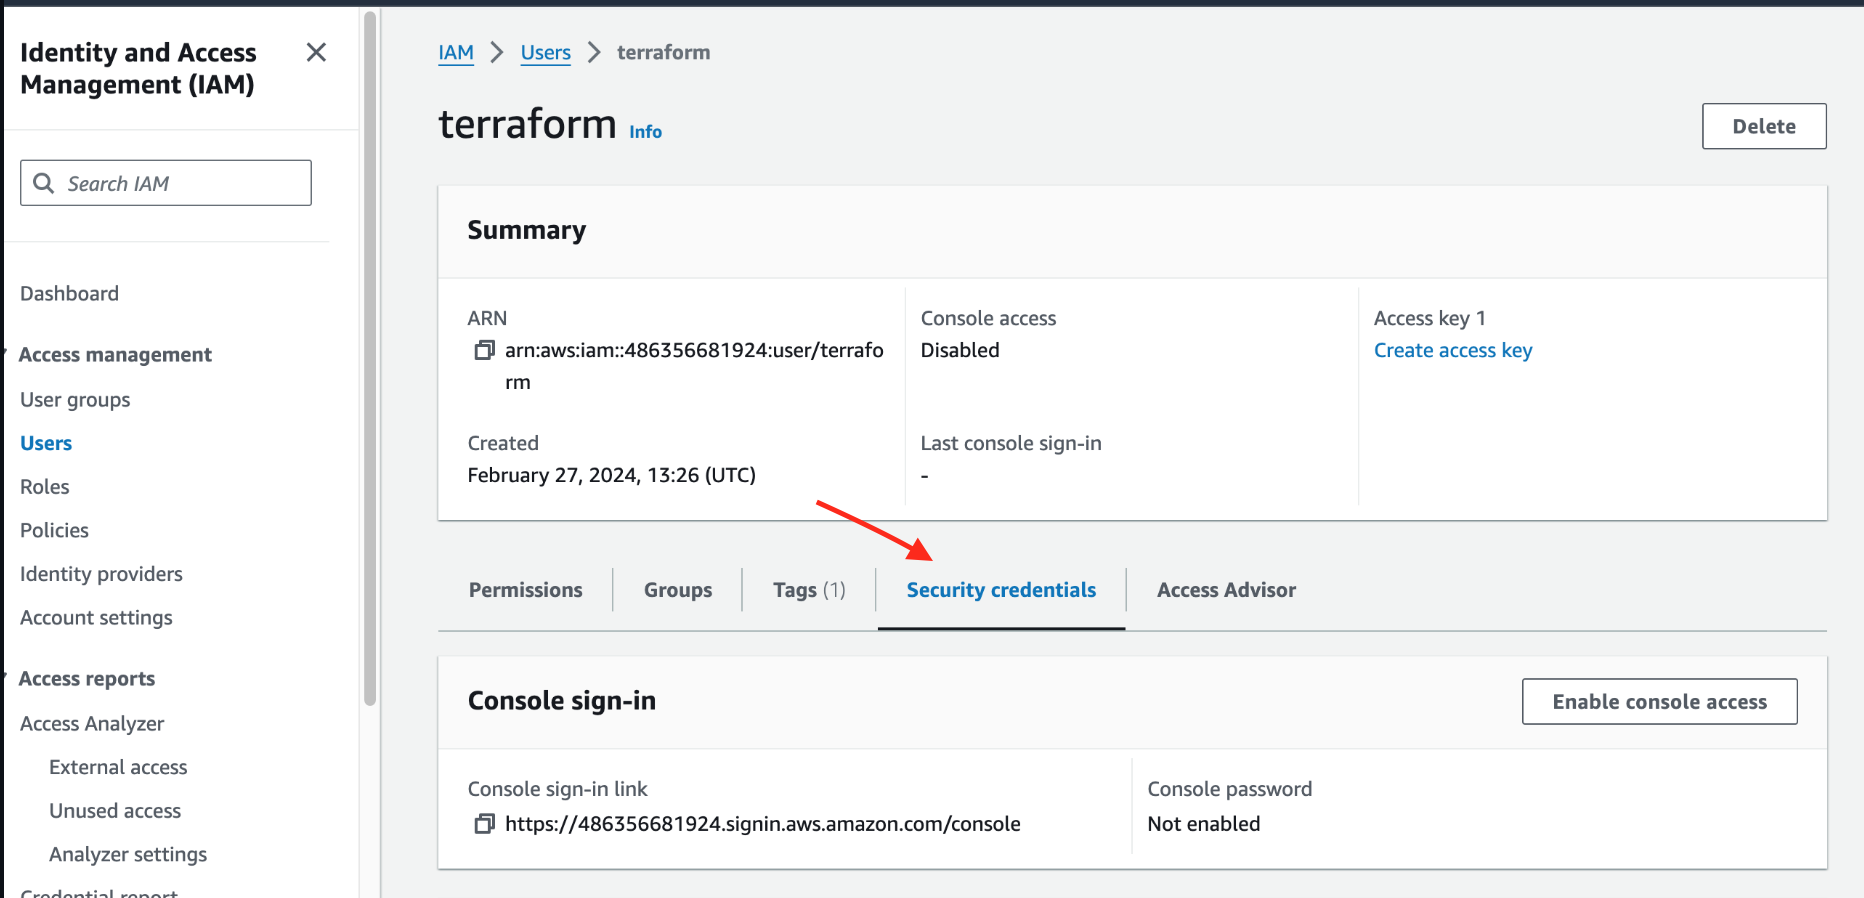 Identity and Access
Management (IAM)
Search IAM
Dashboard
Access management
User groups
Users
Roles
Policies
Identity providers
Account settings
Access reports
Access Analyzer
External access
Unused access
Analyzer settings
Credential report
IAM > Users > terraform
terraform Info
Delete
Summary
ARN
arn:aws:iam::486356681924:user/terrafo
rm
Created
February 27, 2024, 13:26 (UTC)
Console access
Disabled
Last console sign-in
-
Access key 1
Create access key
Permissions
Groups
Tags (1)
Security credentials
Access Advisor
Console sign-in
Enable console access
Console sign-in link
https://486356681924.signin.aws.amazon.com/console
Console password
Not enabled